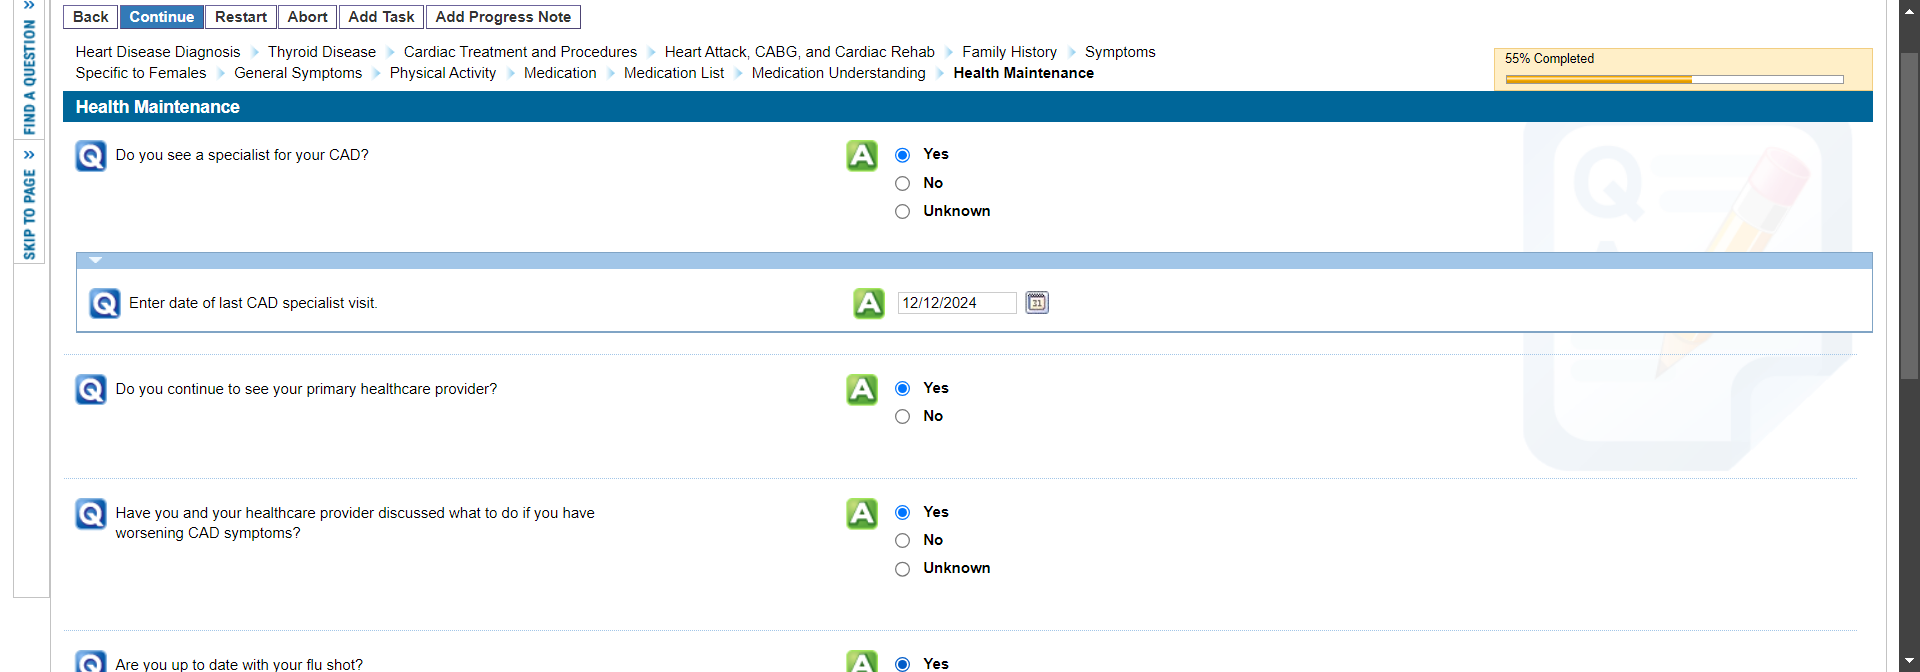 FIND A QUESTION
SKIP TO PAGE
Back Continue Restart Abort Add Task Add Progress Note
Heart Disease Diagnosis Thyroid Disease Cardiac Treatment and Procedures Heart Attack, CABG, and Cardiac Rehab Family History Symptoms
Specific to Females General Symptoms Physical Activity Medication Medication List Medication Understanding Health Maintenance
55% Completed
Health Maintenance
Q Do you see a specialist for your CAD?
A Yes
No
Unknown
Q Enter date of last CAD specialist visit.
A 12/12/2024 31
Q Do you continue to see your primary healthcare provider?
A Yes
No
Q Have you and your healthcare provider discussed what to do if you have
worsening CAD symptoms?
A Yes
No
Unknown
Q Are you up to date with your flu shot?
A Yes